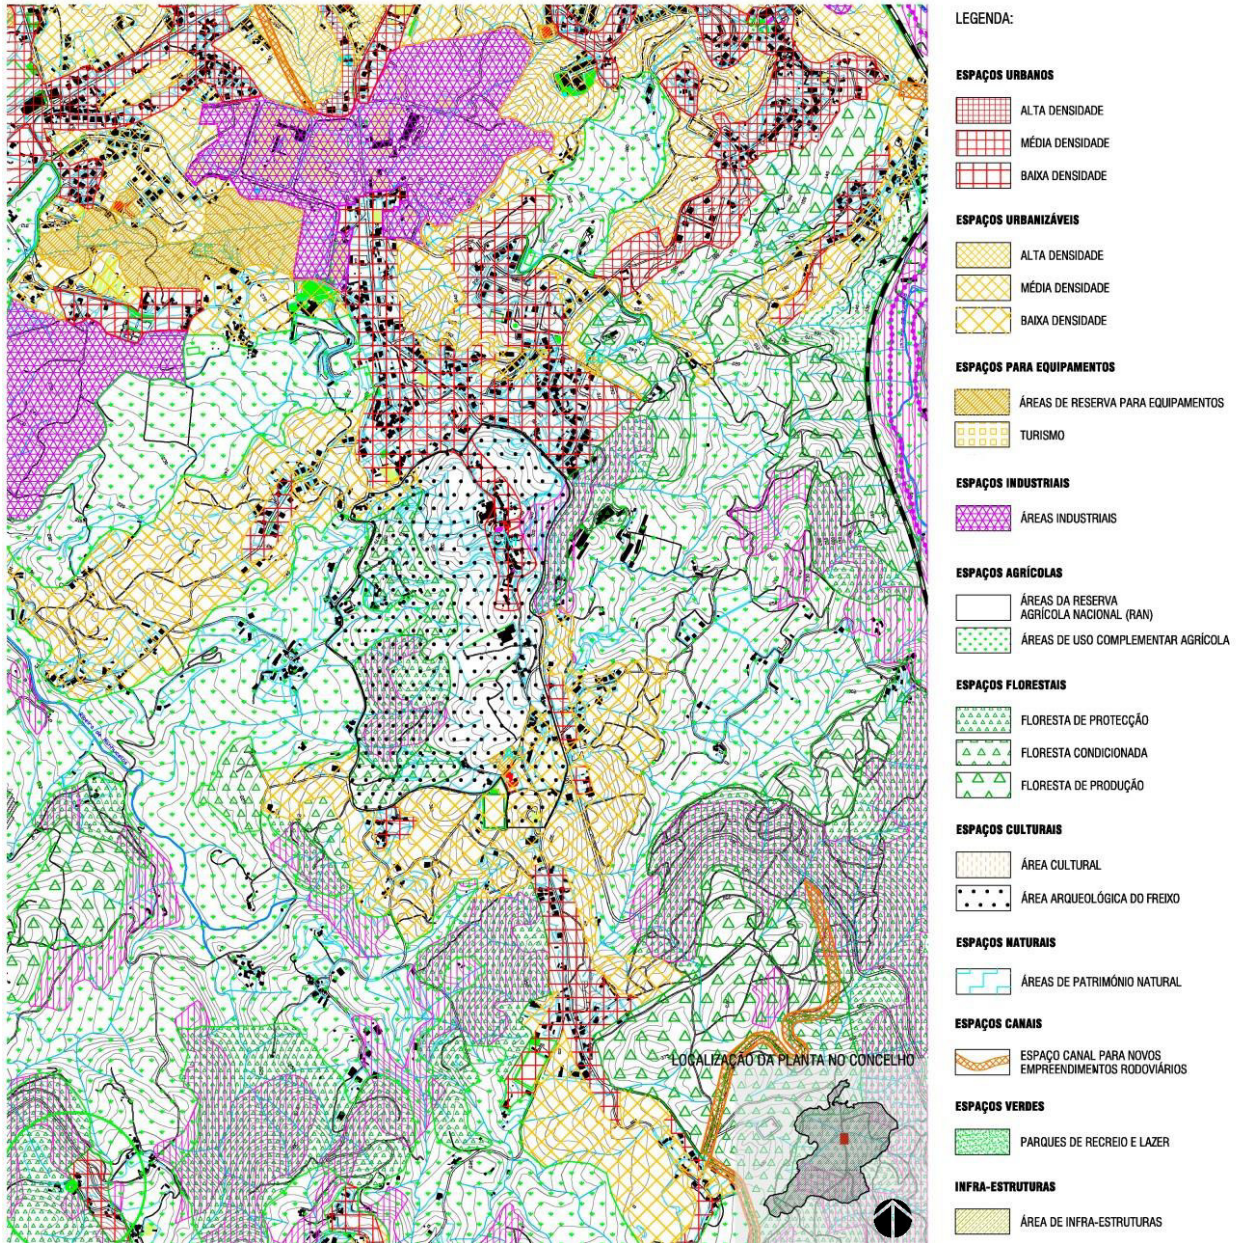 LEGENDA:
ESPAÇOS URBANOS
ALTA DENSIDADE
MÉDIA DENSIDADE
BAIXA DENSIDADE
ESPAÇOS URBANIZÁVEIS
ALTA DENSIDADE
MÉDIA DENSIDADE
BAIXA DENSIDADE
ESPAÇOS PARA EQUIPAMENTOS
ÁREAS DE RESERVA PARA EQUIPAMENTOS
TURISMO
ESPAÇOS INDUSTRIAIS
ÁREAS INDUSTRIAIS
ESPAÇOS AGRÍCOLAS
ÁREAS DA RESERVA
AGRÍCOLA NACIONAL (RAN)
ÁREAS DE USO COMPLEMENTAR AGRÍCOLA
ESPAÇOS FLORESTAIS
FLORESTA DE PROTECÇÃO
FLORESTA CONDICIONADA
FLORESTA DE PRODUÇÃO
ESPAÇOS CULTURAIS
ÁREA CULTURAL
ÁREA ARQUEOLÓGICA DO FREIXO
ESPAÇOS NATURAIS
ÁREAS DE PATRIMÓNIO NATURAL
ESPAÇOS CANAIS
ESPAÇO CANAL PARA NOVOS
EMPREENDIMENTOS RODOVIÁRIOS
ESPAÇOS VERDES
PARQUES DE RECREIO E LAZER
INFRA-ESTRUTURAS
ÁREA DE INFRA-ESTRUTURAS
LOCALIZAÇÃO DA PLANTA NO CONCELHO